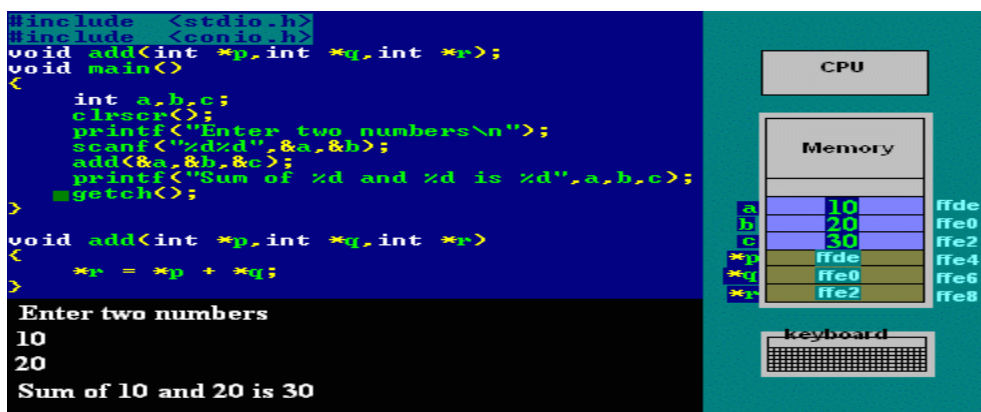 #include <stdio.h>
#include <conio.h>
void add(int *p,int *q,int *r);
void main()
{
int a,b,c;
clrscr();
printf("Enter two numbers\n");
scanf("%d%d",&a,&b);
add(&a,&b,&c);
printf("Sum of %d and %d is %d",a,b,c);
getch();
}
void add(int *p,int *q,int *r)
{
*r = *p + *q;
}
Enter two numbers
10
20
Sum of 10 and 20 is 30
CPU
Memory
a 10 ffde
b 20 ffe0
c 30 ffe2
*p ffde ffe4
*q ffe0 ffe6
*r ffe2 ffe8
keyboard